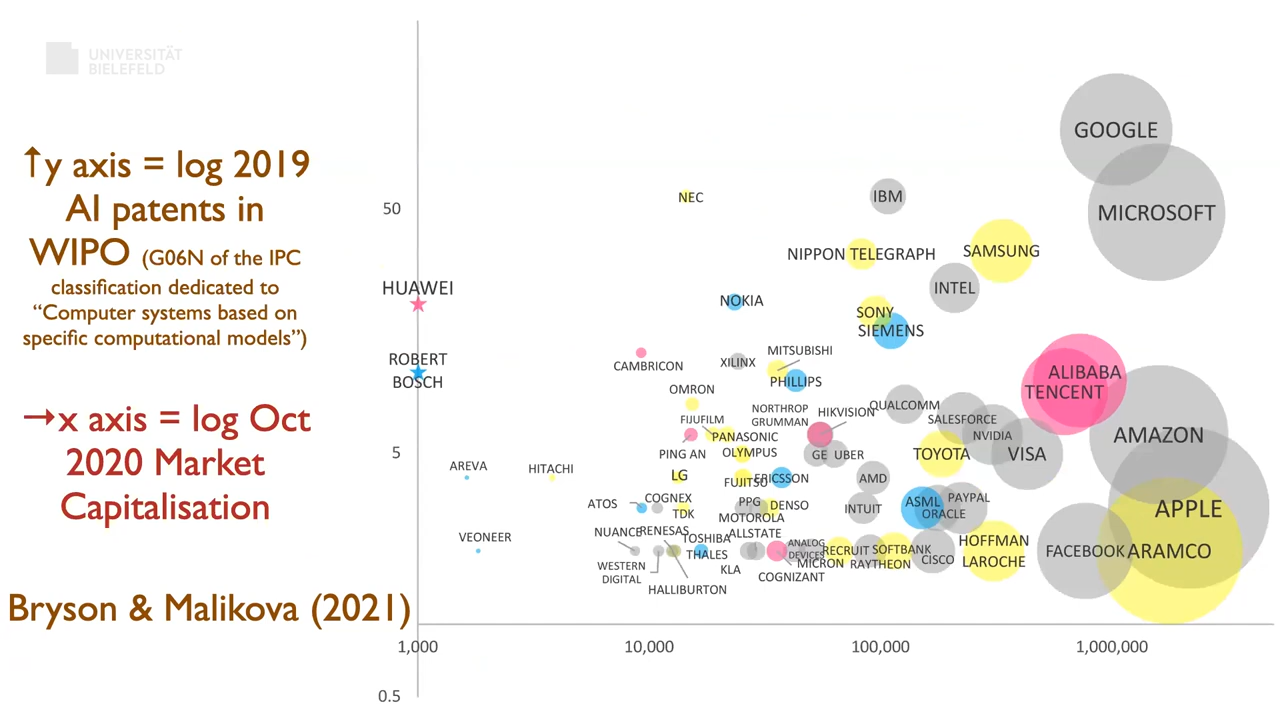 UNIVERSITÄT
BIELEFELD
↑y axis = log 2019
AI patents in
WIPO (G06N of the IPC
classification dedicated to
“Computer systems based on
specific computational models”)
→x axis = log Oct
2020 Market
Capitalisation
Bryson & Malikova (2021)
50
5
0.5
1,000
10,000
100,000
1,000,000
GOOGLE
MICROSOFT
NEC
IBM
NIPPON TELEGRAPH
SAMSUNG
INTEL
HUAWEI
NOKIA
SONY
SIEMENS
ROBERT
BOSCH
CAMBRICON
XILINX
MITSUBISHI
PHILLIPS
ALIBABA
TENCENT
OMRON
FIJUFILM
NORTHROP
GRUMMAN
HIKVISION
QUALCOMM
SALESFORCE
NVIDIA
AMAZON
PING AN
PANASONIC
OLYMPUS
GE
UBER
TOYOTA
VISA
AREVA
HITACHI
LG
FUJITSU
ERICSSON
AMD
ATOS
COGNEX
TDK
PPG
MOTOROLA
DENSO
INTUIT
ASML
ORACLE
PAYPAL
APPLE
VEONEER
NUANCE
RENESAS
TOSHIBA
THALES
ALLSTATE
KLA
ANALOG
DEVICES
MICRON
RECRUIT
SOFTBANK
RAYTHEON
CISCO
HOFFMAN
LAROCHE
FACEBOOK
ARAMCO
WESTERN
DIGITAL
HALLIBURTON
COGNIZANT